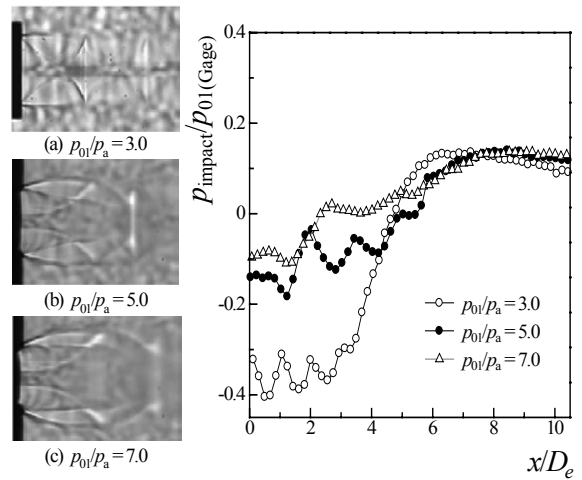 (a) p01/pa = 3.0
(b) p01/pa = 5.0
(c) p01/pa = 7.0
pimpact/p01(Gage)
0.4
0.2
0
-0.2
-0.4
p01/pa = 3.0
p01/pa = 5.0
p01/pa = 7.0
0 2 4 6 8 10
x/De